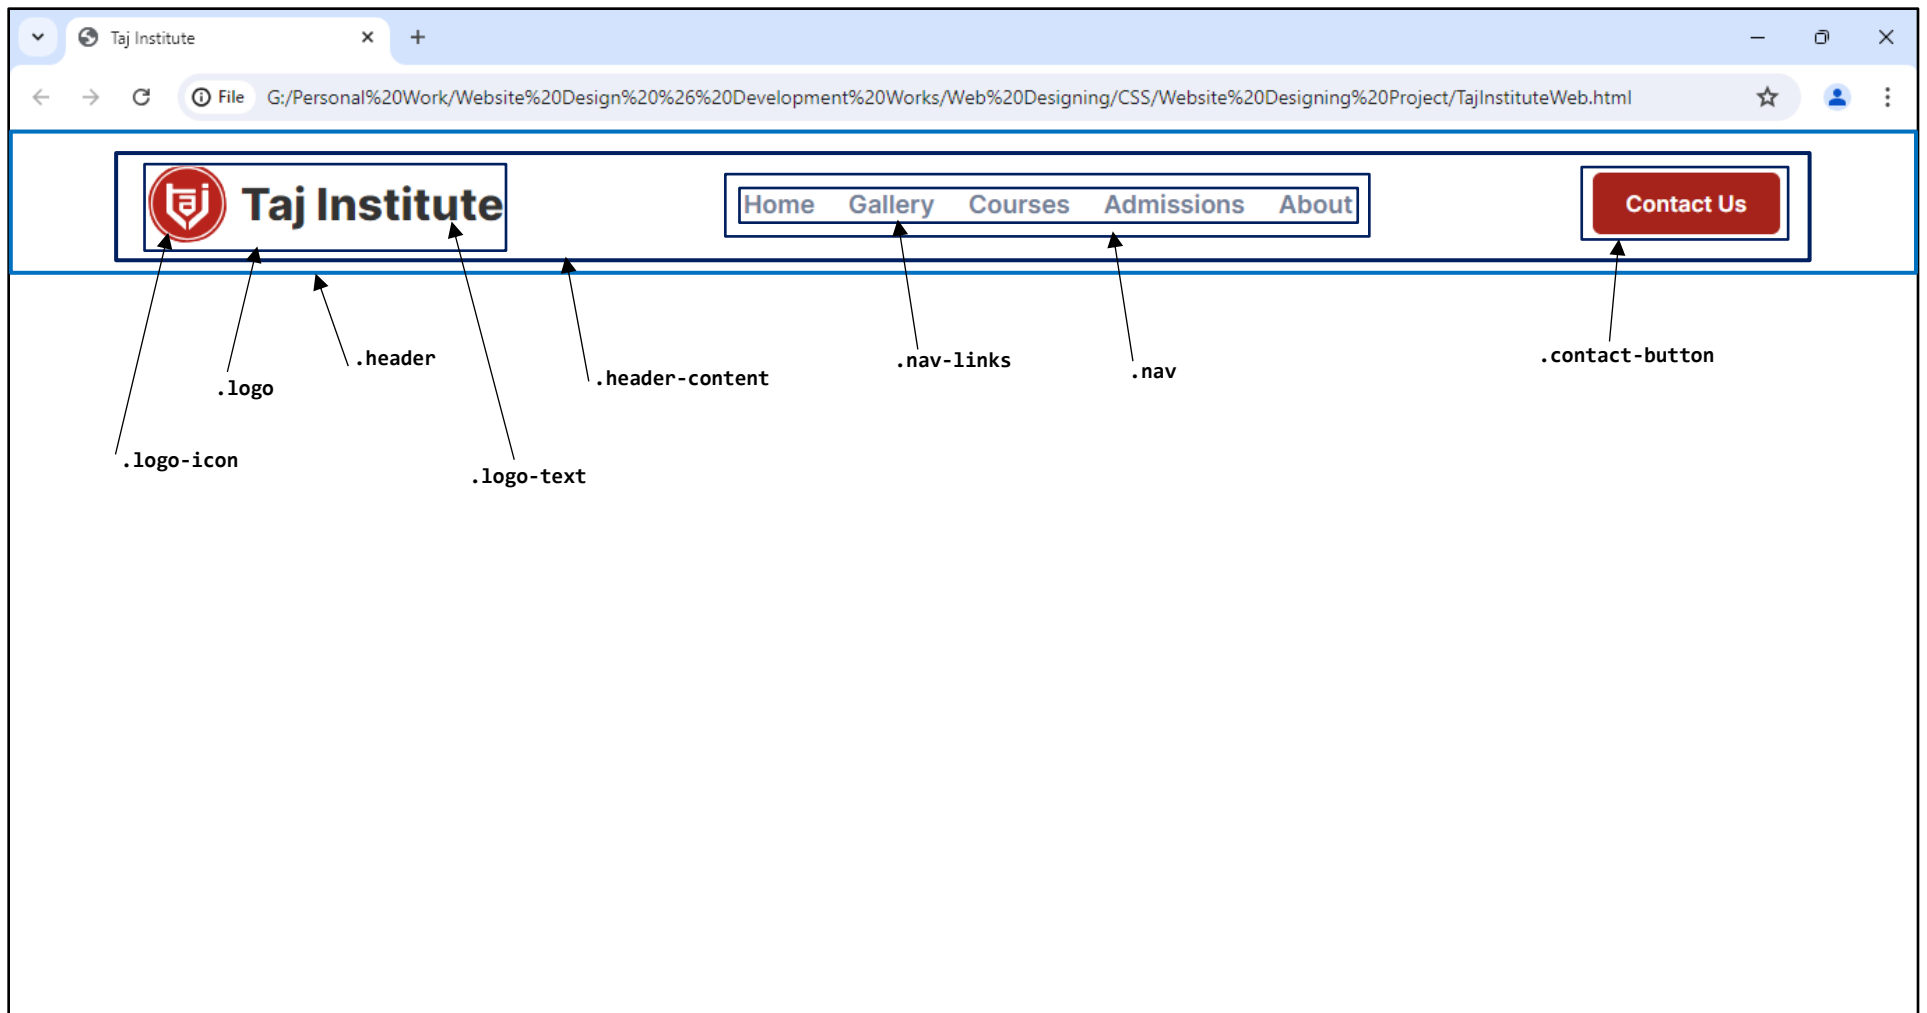 Taj Institute
File G:/Personal%20Work/Website%20Design%20%26%20Development%20Works/Web%20Designing/CSS/Website%20Designing%20Project/TajInstituteWeb.html
taj Taj Institute Home Gallery Courses Admissions About Contact Us
.header .nav-links .contact-button
.logo .header-content .nav
.logo-icon
.logo-text